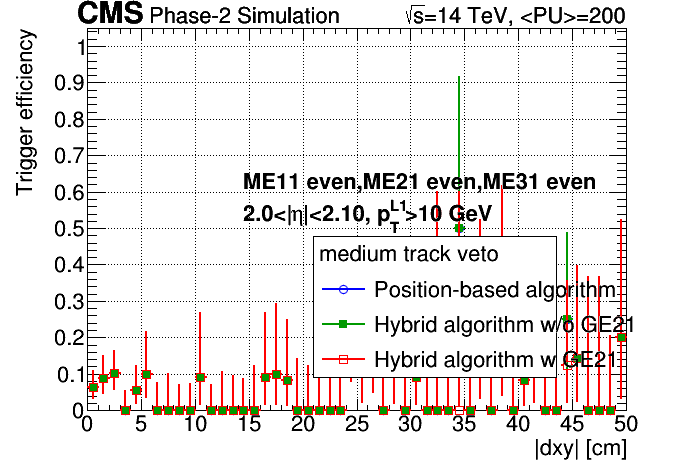 CMS Phase-2 Simulation √s=14 TeV, <PU>=200
Trigger efficiency
1
0.9
0.8
0.7
0.6
0.5
0.4
0.3
0.2
0.1
0
ME11 even,ME21 even,ME31 even
2.0<|η|<2.10, p_T^L1>10 GeV
medium track veto
Position-based algorithm
Hybrid algorithm w/o GE21
Hybrid algorithm w GE21
0 5 10 15 20 25 30 35 40 45 50
|dxy| [cm]